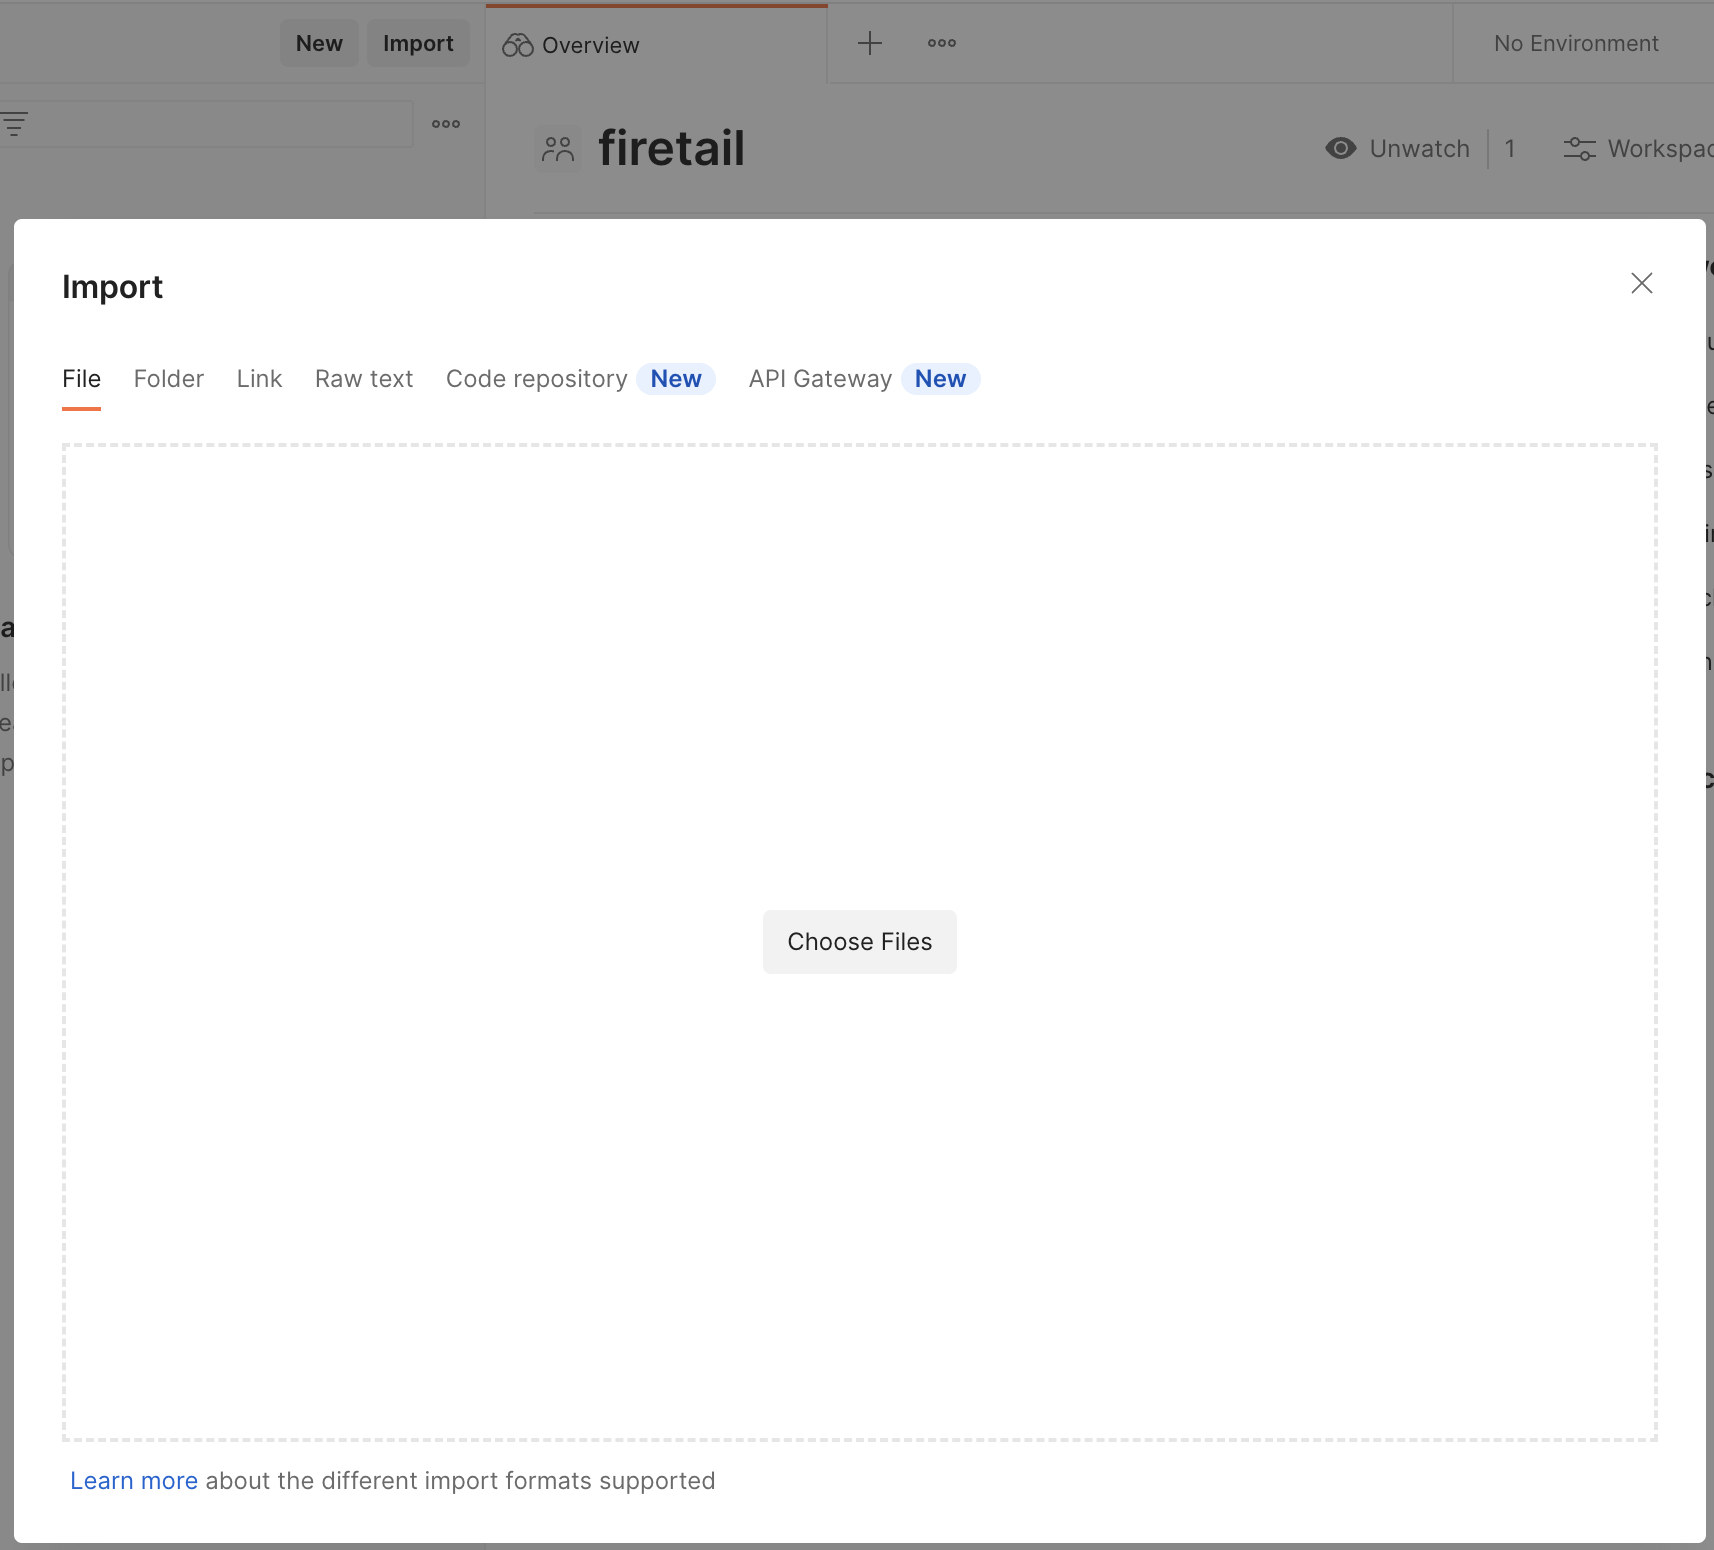 New Import Overview No Environment
firetail Unwatch 1
Import
File Folder Link Raw text Code repository New API Gateway New
Choose Files
Learn more about the different import formats supported